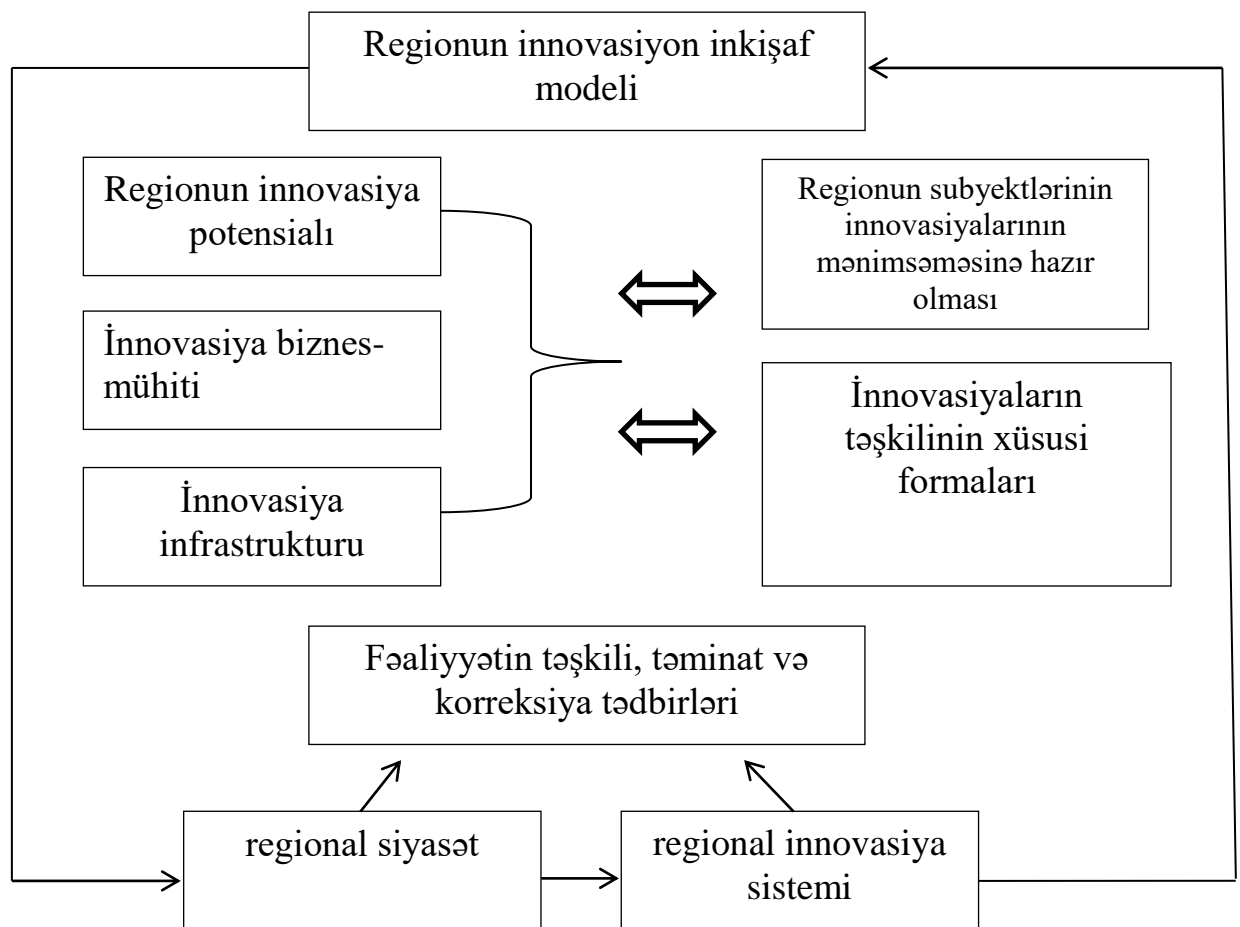 Regionun innovasiyon inkişaf
modeli
Regionun innovasiya
potensialı
Regionun subyektlərinin
innovasiyalarının
mənimsəməsinə hazır
olması
İnnovasiya biznes-
mühiti
İnnovasiyaların
təşkilinin xüsusi
formaları
İnnovasiya
infrastrukturu
Fəaliyyətin təşkili, təminat və
korreksiya tədbirləri
regional siyasət
regional innovasiya
sistemi